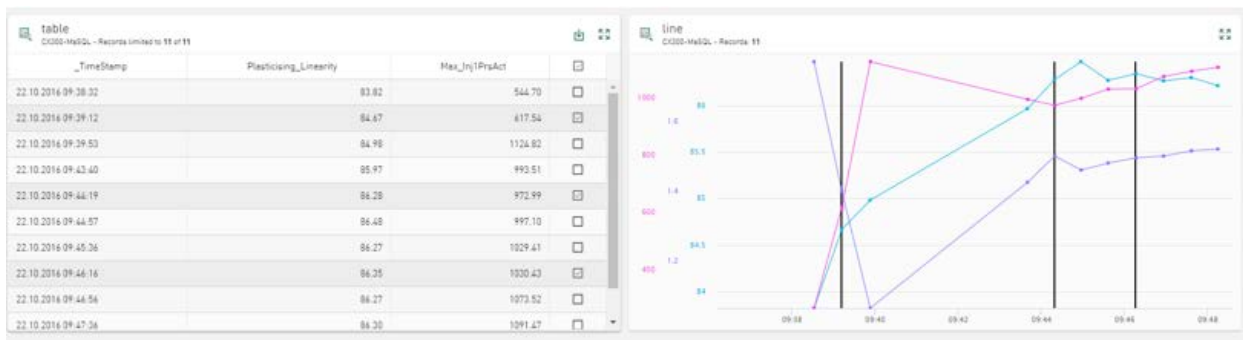 table
CX300-MaSQL - Records limited to 11 of 11
_TimeStamp Plasticising_Linearity Max_Inj1PrsAct
22.10.2016 09:38:32 83.82 544.70
22.10.2016 09:39:12 84.67 617.54
22.10.2016 09:39:53 84.98 1124.82
22.10.2016 09:43:40 85.97 993.51
22.10.2016 09:44:19 86.28 972.99
22.10.2016 09:44:57 86.48 997.10
22.10.2016 09:45:36 86.27 1029.41
22.10.2016 09:46:16 86.35 1030.43
22.10.2016 09:46:56 86.27 1073.52
22.10.2016 09:47:36 86.30 1091.47
line
CX300-MaSQL - Records: 11
1000
800
600
400
1.2
86
85.5
85
84.5
84
09:38 09:40 09:42 09:44 09:46 09:48